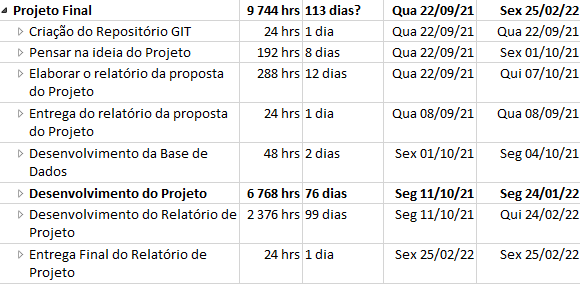 Projeto Final 9 744 hrs 113 dias? Qua 22/09/21 Sex 25/02/22
Criação do Repositório GIT 24 hrs 1 dia Qua 22/09/21 Qua 22/09/21
Pensar na ideia do Projeto 192 hrs 8 dias Qua 22/09/21 Sex 01/10/21
Elaborar o relatório da proposta 288 hrs 12 dias Qua 22/09/21 Qui 07/10/21
do Projeto
Entrega do relatório da proposta 24 hrs 1 dia Qua 08/09/21 Qua 08/09/21
do Projeto
Desenvolvimento da Base de 48 hrs 2 dias Sex 01/10/21 Seg 04/10/21
Dados
Desenvolvimento do Projeto 6 768 hrs 76 dias Seg 11/10/21 Seg 24/01/22
Desenvolvimento do Relatório de 2 376 hrs 99 dias Seg 11/10/21 Qui 24/02/22
Projeto
Entrega Final do Relatório de 24 hrs 1 dia Sex 25/02/22 Sex 25/02/22
Projeto